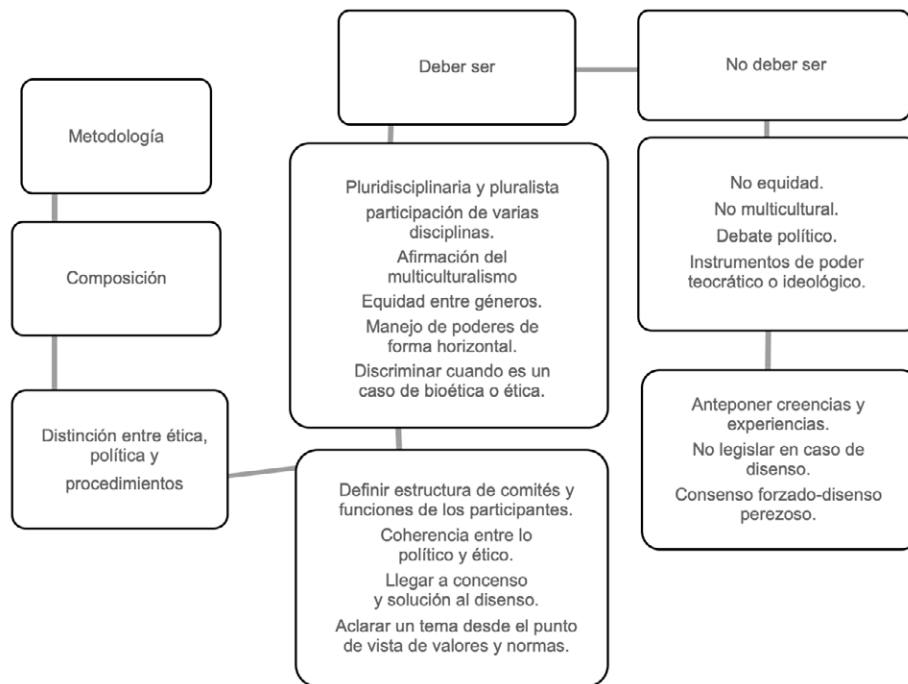 Metodología
Composición
Distinción entre ética,
política y
procedimientos
Deber ser
Pluridisciplinaria y pluralista
participación de varias
disciplinas.
Afirmación del
multiculturalismo
Equidad entre géneros.
Manejo de poderes de
forma horizontal.
Discriminar cuando es un
caso de bioética o ética.
Definir estructura de comités y
funciones de los participantes.
Coherencia entre lo
político y ético.
Llegar a concenso
y solución al disenso.
Aclarar un tema desde el punto
de vista de valores y normas.
No deber ser
No equidad.
No multicultural.
Debate político.
Instrumentos de poder
teocrático o ideológico.
Anteponer creencias y
experiencias.
No legislar en caso de
disenso.
Consenso forzado-disenso
perezoso.